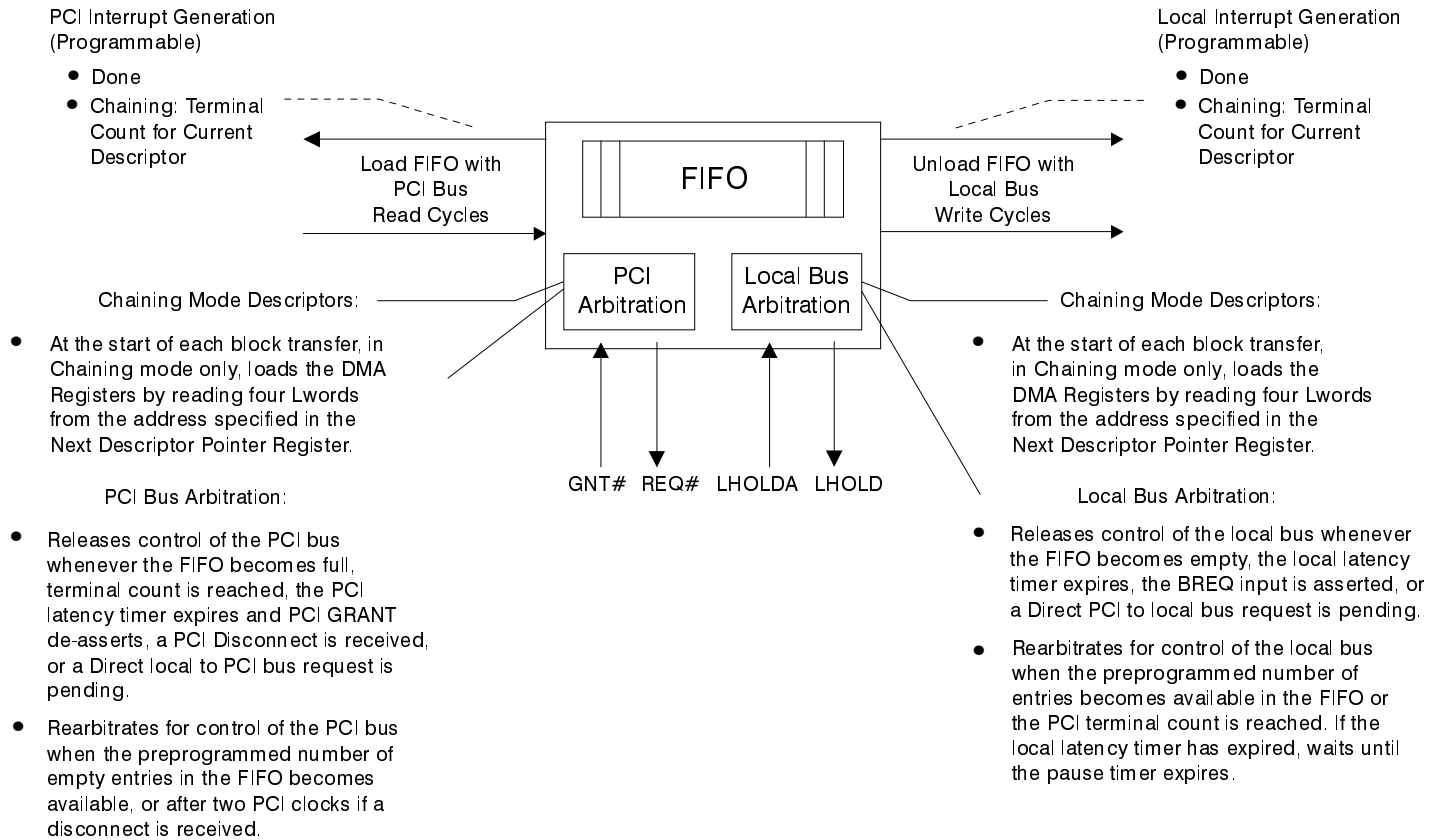 PCI Interrupt Generation
(Programmable)
• Done
• Chaining: Terminal
Count for Current
Descriptor
Local Interrupt Generation
(Programmable)
• Done
• Chaining: Terminal
Count for Current
Descriptor
Load FIFO with
PCI Bus
Read Cycles
FIFO
Unload FIFO with
Local Bus
Write Cycles
PCI
Arbitration
Local Bus
Arbitration
GNT# REQ# LHOLDA LHOLD
Chaining Mode Descriptors:
• At the start of each block transfer, in
Chaining mode only, loads the DMA
Registers by reading four Lwords
from the address specified in the
Next Descriptor Pointer Register.
PCI Bus Arbitration:
• Releases control of the PCI bus
whenever the FIFO becomes full,
terminal count is reached, the PCI
latency timer expires and PCI GRANT
de-asserts, a PCI Disconnect is received,
or a Direct local to PCI bus request is
pending.
• Rearbitrates for control of the PCI bus
when the preprogrammed number of
empty entries in the FIFO becomes
available, or after two PCI clocks if a
disconnect is received.
Chaining Mode Descriptors:
• At the start of each block transfer,
in Chaining mode only, loads the
DMA Registers by reading four Lwords
from the address specified in the
Next Descriptor Pointer Register.
Local Bus Arbitration:
• Releases control of the local bus whenever
the FIFO becomes empty, the local latency
timer expires, the BREQ input is asserted, or
a Direct PCI to local bus request is pending.
• Rearbitrates for control of the local bus
when the preprogrammed number of
entries becomes available in the FIFO or
the PCI terminal count is reached. If the
local latency timer has expired, waits until
the pause timer expires.